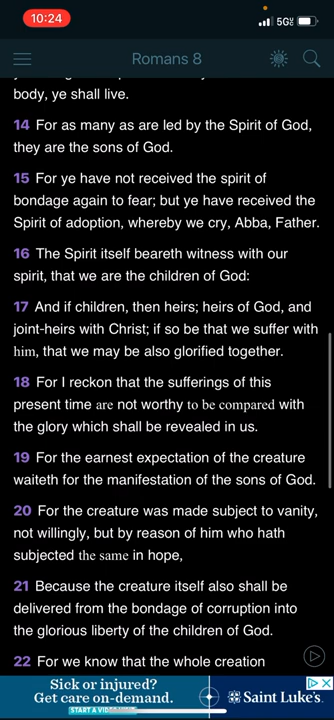 10:24
5G
Romans 8
body, ye shall live.
14 For as many as are led by the Spirit of God,
they are the sons of God.
15 For ye have not received the spirit of
bondage again to fear; but ye have received the
Spirit of adoption, whereby we cry, Abba, Father.
16 The Spirit itself beareth witness with our
spirit, that we are the children of God:
17 And if children, then heirs; heirs of God, and
joint-heirs with Christ; if so be that we suffer with
him, that we may be also glorified together.
18 For I reckon that the sufferings of this
present time are not worthy to be compared with
the glory which shall be revealed in us.
19 For the earnest expectation of the creature
waiteth for the manifestation of the sons of God.
20 For the creature was made subject to vanity,
not willingly, but by reason of him who hath
subjected the same in hope,
21 Because the creature itself also shall be
delivered from the bondage of corruption into
the glorious liberty of the children of God.
22 For we know that the whole creation
Sick or injured?
Get care on-demand.
START A VIDEO
Saint Luke's